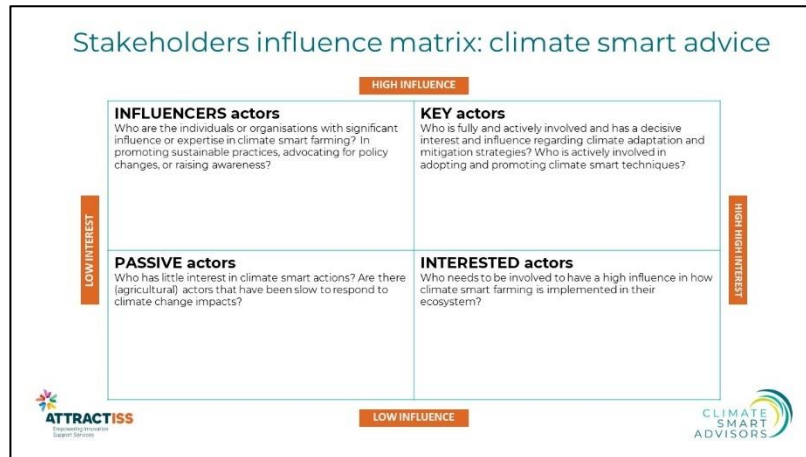 Stakeholders influence matrix: climate smart advice
HIGH INFLUENCE
INFLUENCERS actors
Who are the individuals or organisations with significant
influence or expertise in climate smart farming? In
promoting sustainable practices, advocating for policy
changes, or raising awareness?
KEY actors
Who is fully and actively involved and has a decisive
interest and influence regarding climate adaptation and
mitigation strategies? Who is actively involved in
adopting and promoting climate smart techniques?
LOW INTEREST
HIGH HIGH INTEREST
PASSIVE actors
Who has little interest in climate smart actions? Are there
(agricultural) actors that have been slow to respond to
climate change impacts?
INTERESTED actors
Who needs to be involved to have a high influence in how
climate smart farming is implemented in their
ecosystem?
LOW INFLUENCE
ATTRACTISS
Empowering Innovation
Support Services
CLIMATE
SMART
ADVISORS